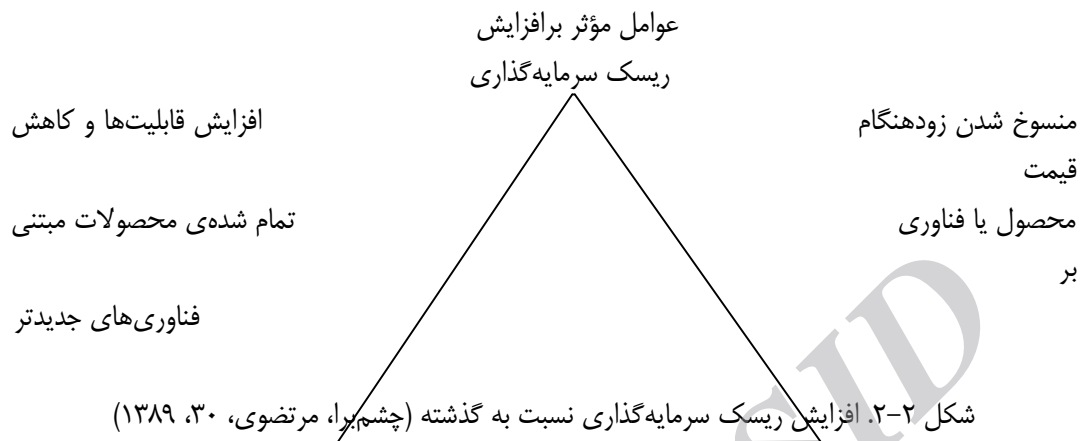 عوامل مؤثر برافزایش
ریسک سرمایه‌گذاری
منسوخ شدن زودهنگام افزایش قابلیت‌ها و کاهش
قیمت
محصول یا فناوری تمام شده‌ی محصولات مبتنی
بر
فناوری‌های جدیدتر
شکل ۲-۲. افزایش ریسک سرمایه‌گذاری نسبت به گذشته (چشم‌برا، مرتضوی، ۳۰، ۱۳۸۹)
SID